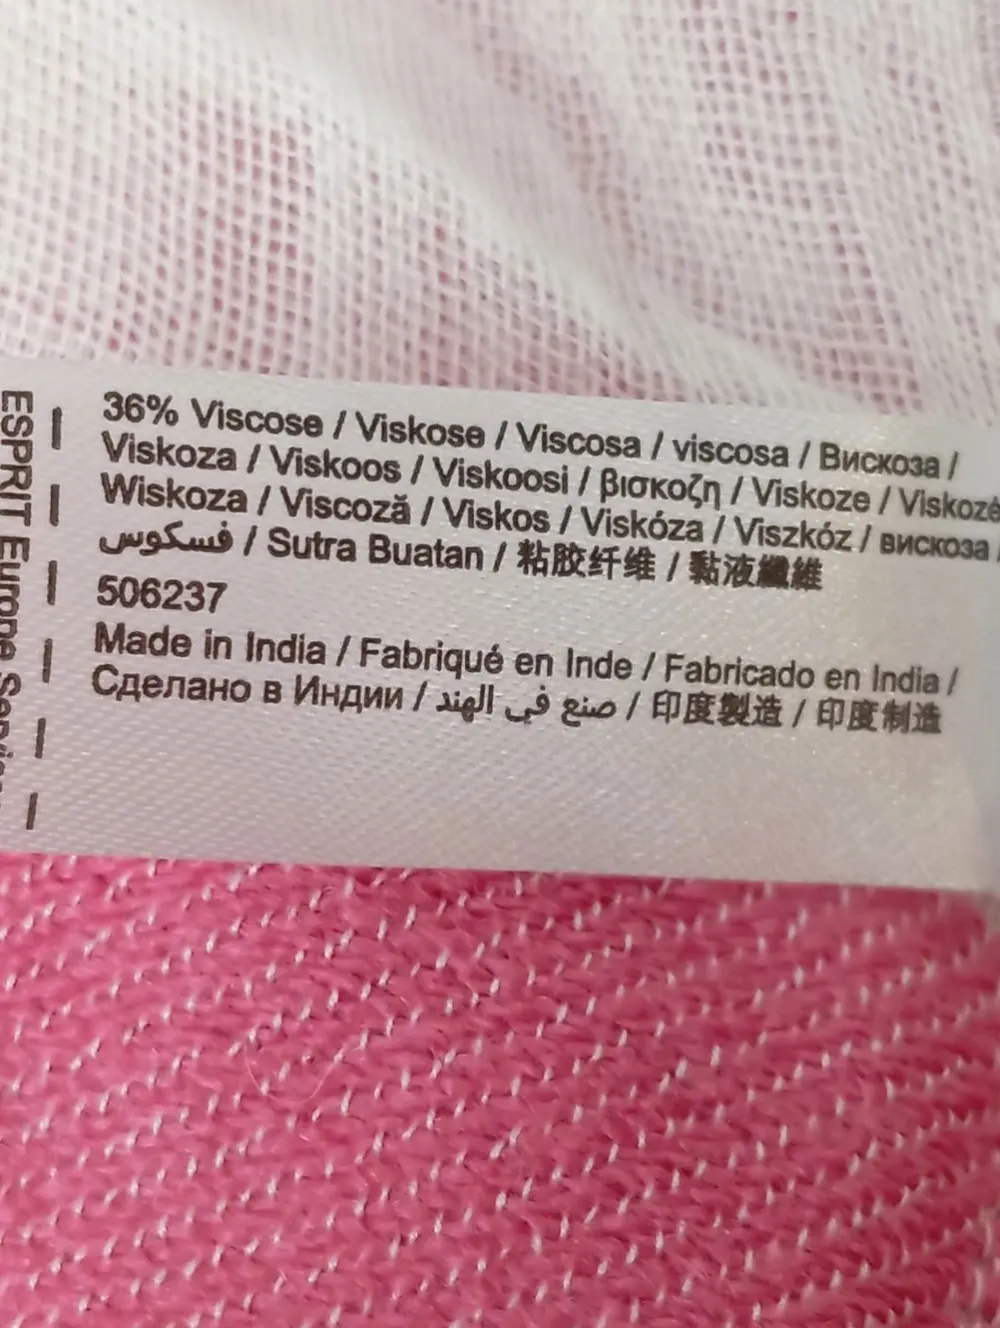 36% Viscose / Viskose / Viscosa / viscosa / Вискоза /
Viskoza / Viskoos / Viskoosi / βισκοζη / Viskoze / Viskozė
Wiskoza / Viscoză / Viskos / Viskóza / Viszkóz / вискоза /
فسكوس / Sutra Buatan / 粘胶纤维 / 黏液纖維
506237
Made in India / Fabriqué en Inde / Fabricado en India /
Сделано в Индии / صنع في الهند / 印度製造 / 印度制造
ESPRIT Europe